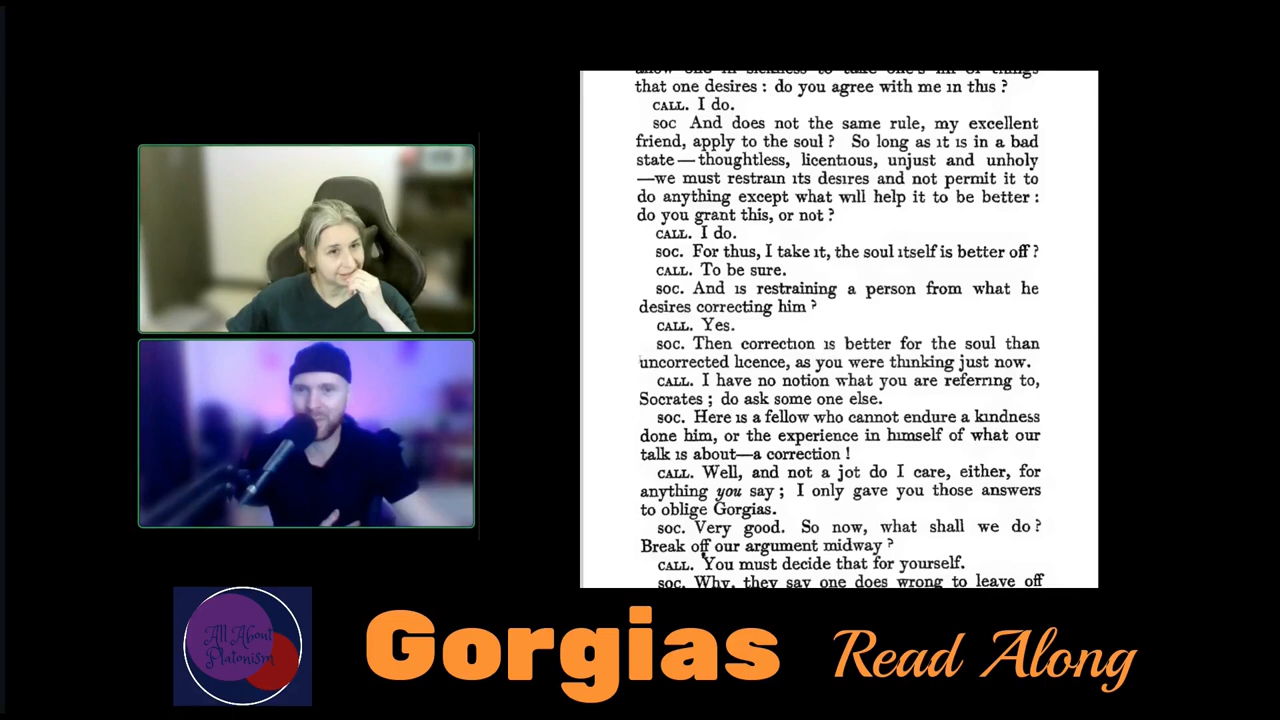 allow one in sickness to take one's fill of things
that one desires : do you agree with me in this ?
CALL. I do.
SOC And does not the same rule, my excellent
friend, apply to the soul ? So long as it is in a bad
state — thoughtless, licentious, unjust and unholy
—we must restrain its desires and not permit it to
do anything except what will help it to be better :
do you grant this, or not ?
CALL. I do.
SOC. For thus, I take it, the soul itself is better off ?
CALL. To be sure.
SOC. And is restraining a person from what he
desires correcting him ?
CALL. Yes.
SOC. Then correction is better for the soul than
uncorrected licence, as you were thinking just now.
CALL. I have no notion what you are referring to,
Socrates ; do ask some one else.
SOC. Here is a fellow who cannot endure a kindness
done him, or the experience in himself of what our
talk is about—a correction !
CALL. Well, and not a jot do I care, either, for
anything you say ; I only gave you those answers
to oblige Gorgias.
SOC. Very good. So now, what shall we do ?
Break off our argument midway ?
CALL. You must decide that for yourself.
SOC. Why, they say one does wrong to leave off
All About
Platonism
Gorgias Read Along